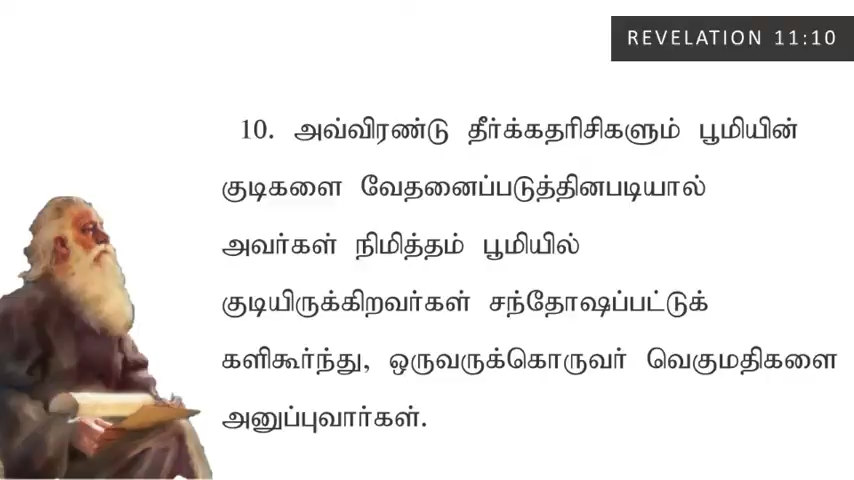 REVELATION 11:10
10. அவ்விரண்டு தீர்க்கதரிசிகளும் பூமியின்
குடிகளை வேதனைப்படுத்தினபடியால்
அவர்கள் நிமித்தம் பூமியில்
குடியிருக்கிறவர்கள் சந்தோஷப்பட்டுக்
களிகூர்ந்து, ஒருவருக்கொருவர் வெகுமதிகளை
அனுப்புவார்கள்.